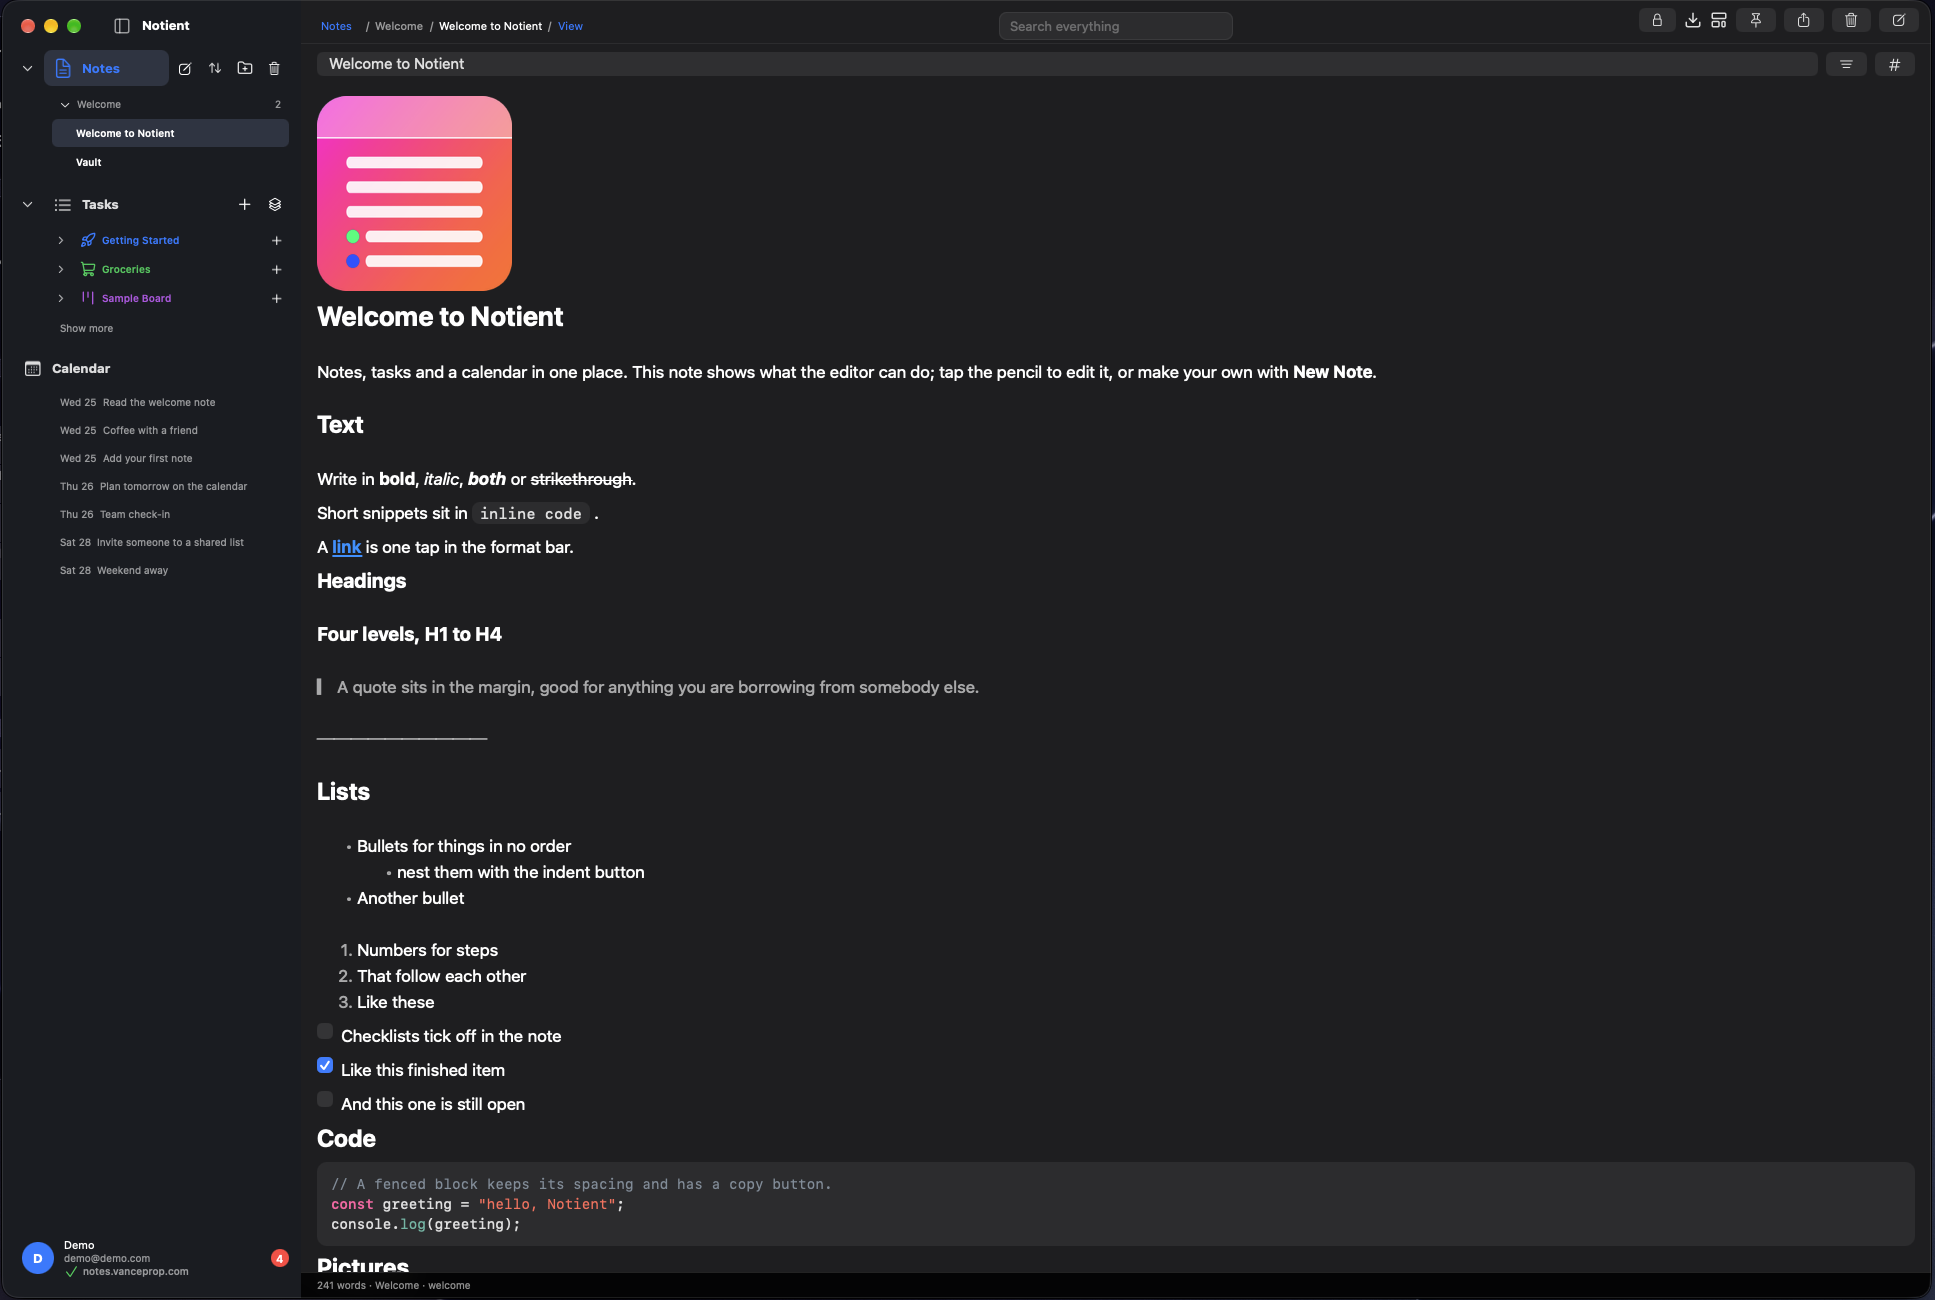 Notient
Notes / Welcome / Welcome to Notient / View
Search everything
Notes
Welcome 2
Welcome to Notient
Vault
Tasks
Getting Started
Groceries
Sample Board
Show more
Calendar
Wed 25 Read the welcome note
Wed 25 Coffee with a friend
Wed 25 Add your first note
Thu 26 Plan tomorrow on the calendar
Thu 26 Team check-in
Sat 28 Invite someone to a shared list
Sat 28 Weekend away
D
Demo
demo@demo.com
notes.vanceprop.com
4
Welcome to Notient
#
Welcome to Notient
Notes, tasks and a calendar in one place. This note shows what the editor can do; tap the pencil to edit it, or make your own with New Note.
Text
Write in bold, italic, both or strikethrough.
Short snippets sit in inline code .
A link is one tap in the format bar.
Headings
Four levels, H1 to H4
A quote sits in the margin, good for anything you are borrowing from somebody else.
Lists
• Bullets for things in no order
• nest them with the indent button
• Another bullet
1. Numbers for steps
2. That follow each other
3. Like these
Checklists tick off in the note
Like this finished item
And this one is still open
Code
// A fenced block keeps its spacing and has a copy button.
const greeting = "hello, Notient";
console.log(greeting);
Pictures
241 words · Welcome · welcome